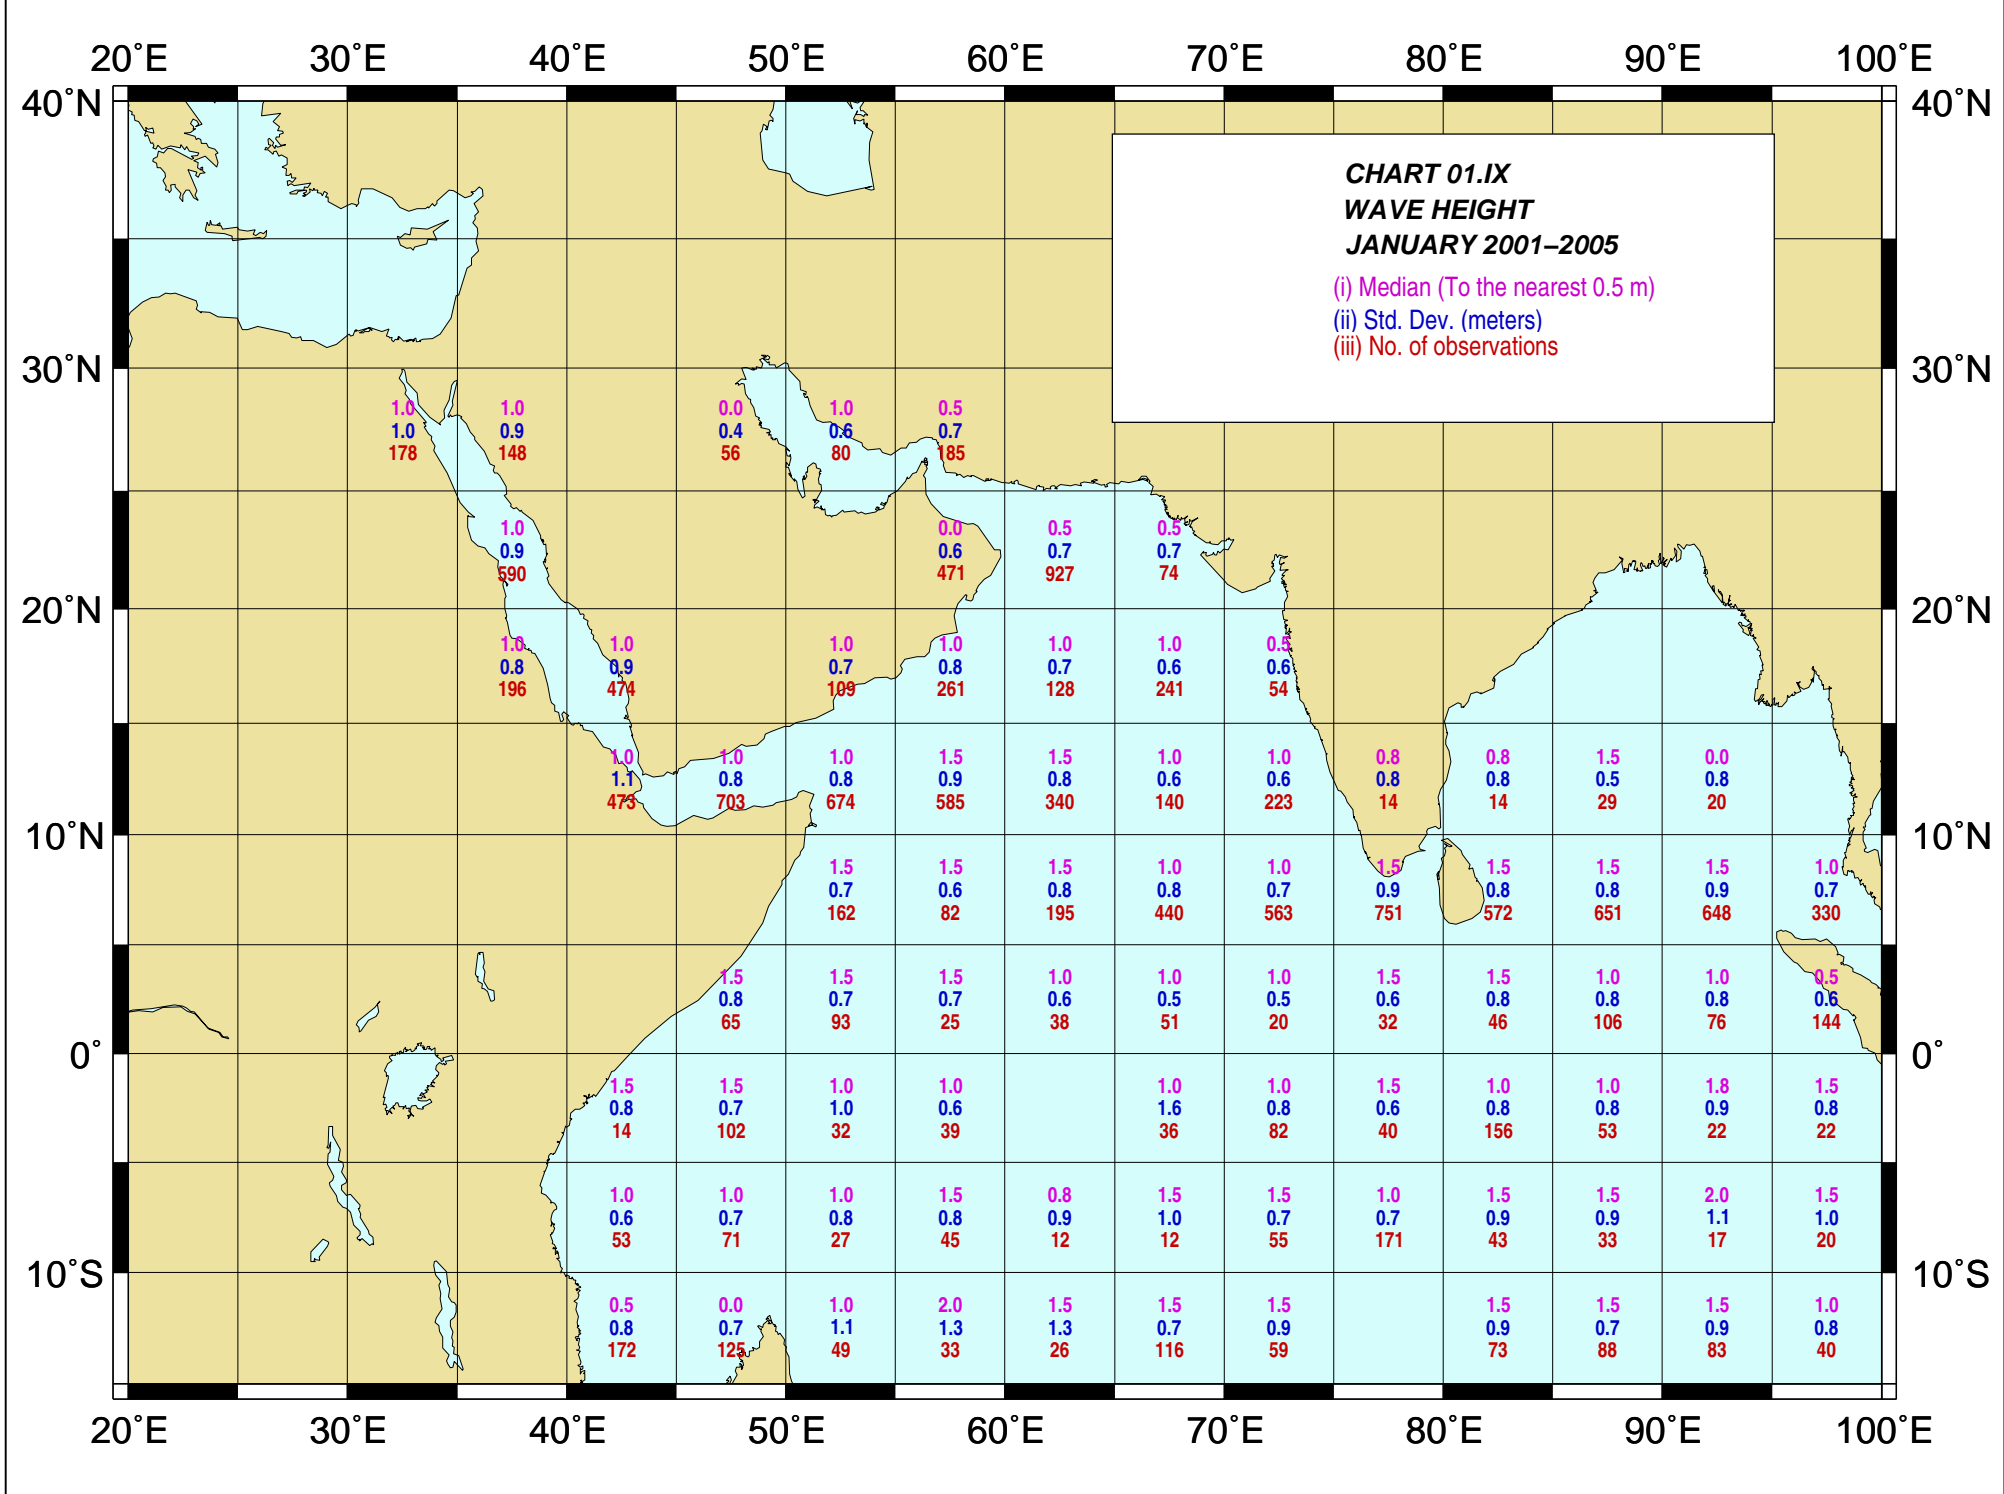 20˚E 30˚E 40˚E 50˚E 60˚E 70˚E 80˚E 90˚E 100˚E
40˚N 40˚N
CHART 01.IX
WAVE HEIGHT
JANUARY 2001–2005
(i) Median (To the nearest 0.5 m)
(ii) Std. Dev. (meters)
(iii) No. of observations
30˚N 30˚N
1.0 1.0 0.0 1.0 0.5
1.0 0.9 0.4 0.6 0.7
178 148 56 80 185
1.0 0.0 0.5 0.5
0.9 0.6 0.7 0.7
590 471 927 74
20˚N 20˚N
1.0 1.0 1.0 1.0 1.0 1.0 0.5
0.8 0.9 0.7 0.8 0.7 0.6 0.6
196 474 109 261 128 241 54
1.0 1.0 1.0 1.5 1.5 1.0 1.0 0.8 0.8 1.5 0.0
1.1 0.8 0.8 0.9 0.8 0.6 0.6 0.8 0.8 0.5 0.8
473 703 674 585 340 140 223 14 14 29 20
10˚N 10˚N
1.5 1.5 1.5 1.0 1.0 1.5 1.5 1.5 1.5 1.0
0.7 0.6 0.8 0.8 0.7 0.9 0.8 0.8 0.9 0.7
162 82 195 440 563 751 572 651 648 330
1.5 1.5 1.5 1.0 1.0 1.0 1.5 1.5 1.0 1.0 0.5
0.8 0.7 0.7 0.6 0.5 0.5 0.6 0.8 0.8 0.8 0.6
65 93 25 38 51 20 32 46 106 76 144
0˚ 0˚
1.5 1.5 1.0 1.0 1.0 1.0 1.5 1.0 1.0 1.8 1.5
0.8 0.7 1.0 0.6 1.6 0.8 0.6 0.8 0.8 0.9 0.8
14 102 32 39 36 82 40 156 53 22 22
1.0 1.0 1.0 1.5 0.8 1.5 1.5 1.0 1.5 1.5 2.0 1.5
0.6 0.7 0.8 0.8 0.9 1.0 0.7 0.7 0.9 0.9 1.1 1.0
53 71 27 45 12 12 55 171 43 33 17 20
10˚S 10˚S
0.5 0.0 1.0 2.0 1.5 1.5 1.5 1.5 1.5 1.5 1.0
0.8 0.7 1.1 1.3 1.3 0.7 0.9 0.9 0.7 0.9 0.8
172 125 49 33 26 116 59 73 88 83 40
20˚E 30˚E 40˚E 50˚E 60˚E 70˚E 80˚E 90˚E 100˚E